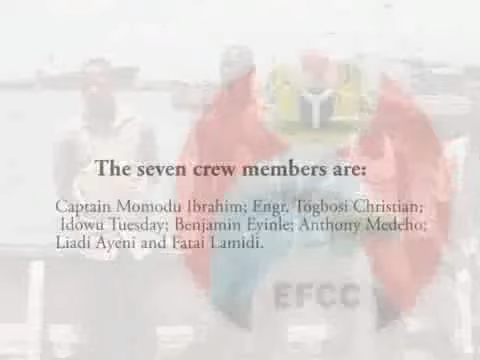 The seven crew members are:
Captain Momodu Ibrahim; Engr. Togbosi Christian;
Idowu Tuesday; Benjamin Eyinle; Anthony Medeho;
Liadi Ayeni and Fatai Lamidi.
EFCC